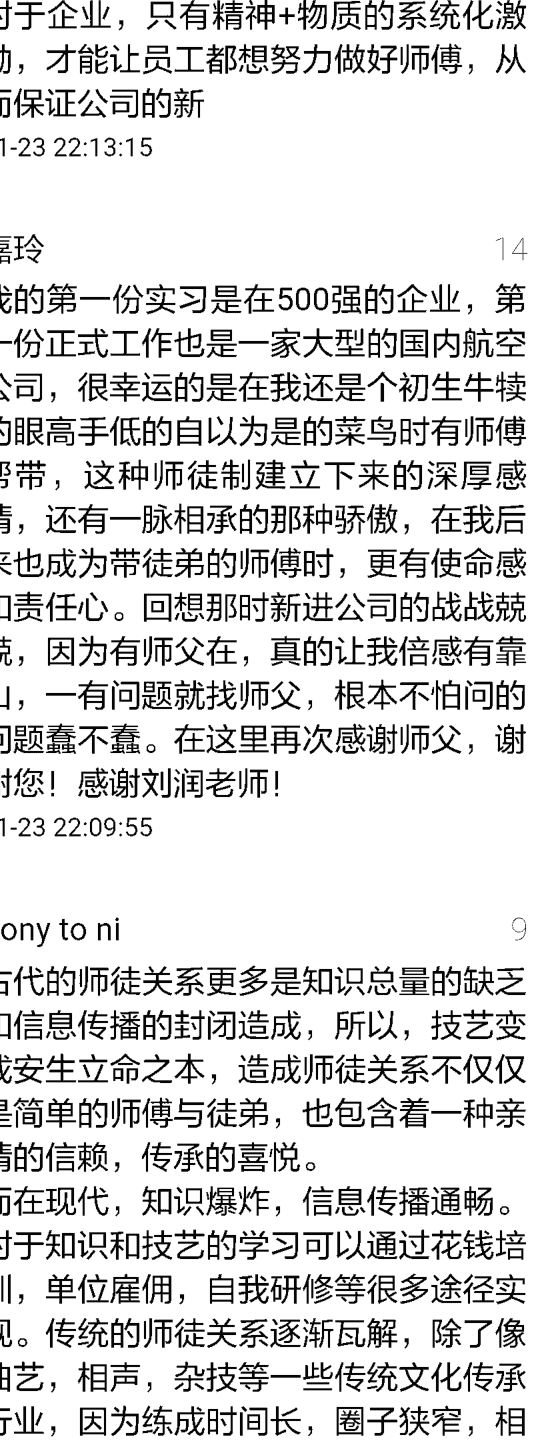 对于企业，只有精神+物质的系统化激
励，才能让员工都想努力做好师傅，从
而保证公司的新
1-23 22:13:15
嘉玲
14
我的第一份实习是在500强的企业，第
一份正式工作也是一家大型的国内航空
公司，很幸运的是在我还是个初生牛犊
的眼高手低的自以为是的菜鸟时有师傅
帮带，这种师徒制建立下来的深厚感
情，还有一脉相承的那种骄傲，在我后
来也成为带徒弟的师傅时，更有使命感
和责任心。回想那时新进公司的战战兢
兢，因为有师父在，真的让我倍感有靠
山，一有问题就找师父，根本不怕问的
问题蠢不蠢。在这里再次感谢师父，谢
谢您！感谢刘润老师！
1-23 22:09:55
ony to ni
9
古代的师徒关系更多是知识总量的缺乏
和信息传播的封闭造成，所以，技艺变
成安生立命之本，造成师徒关系不仅仅
是简单的师傅与徒弟，也包含着一种亲
情的信赖，传承的喜悦。
而在现代，知识爆炸，信息传播通畅。
对于知识和技艺的学习可以通过花钱培
训，单位雇佣，自我研修等很多途径实
现。传统的师徒关系逐渐瓦解，除了像
曲艺，相声，杂技等一些传统文化传承
行业，因为练成时间长，圈子狭窄，相